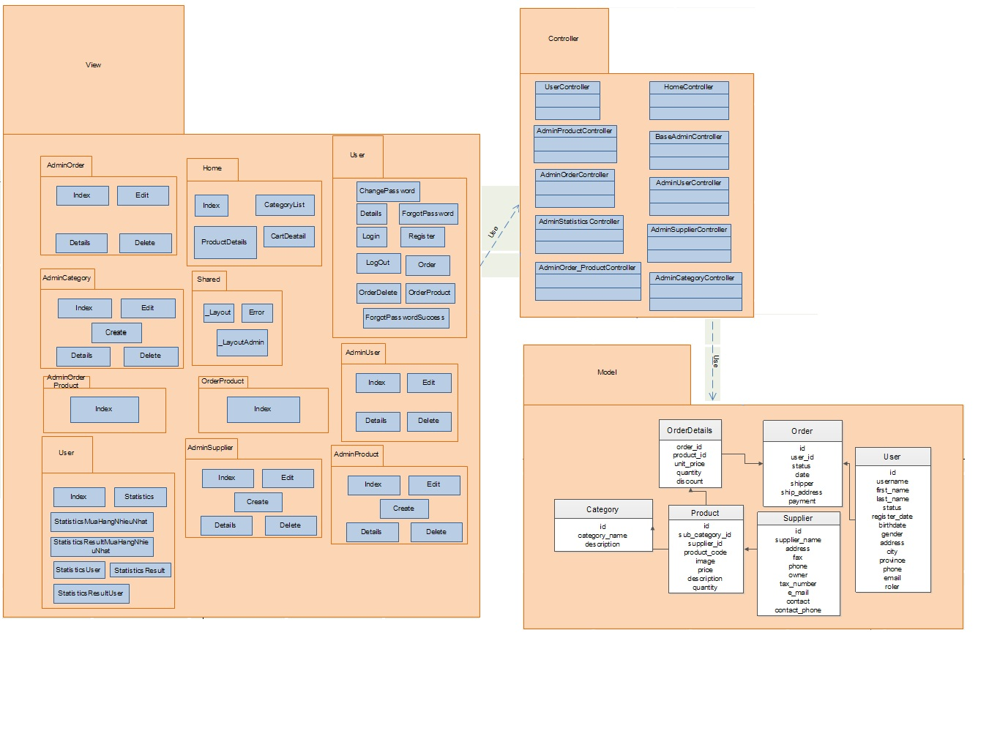 View
AdminOrder
Index
Edit
Details
Delete
Home
Index
CategoryList
ProductDetails
CartDeatail
User
ChangePassword
Details
ForgotPassword
Login
Register
LogOut
Order
OrderDelete
OrderProduct
ForgotPasswordSuccess
AdminCategory
Index
Edit
Create
Details
Delete
Shared
_Layout
Error
_LayoutAdmin
AdminUser
Index
Edit
Details
Delete
AdminOrder
Product
Index
OrderProduct
Index
User
Index
Statistics
StatisticsMuaHangNhieuNhat
StatisticsResultMuaHangNhie
uNhat
StatisticsUser
StatisticsResult
StatisticsResultUser
AdminSupplier
Index
Edit
Create
Details
Delete
AdminProduct
Index
Edit
Create
Details
Delete
Use
Controller
UserController
HomeController
AdminProductController
BaseAdminController
AdminOrderController
AdminUserController
AdminStatisticsController
AdminSupplierController
AdminOrder_ProductController
AdminCategoryController
Use
Model
OrderDetails
order_id
product_id
unit_price
quantity
discount
Order
id
user_id
status
date
shipper
ship_address
payment
User
id
username
first_name
last_name
status
register_date
birthdate
gender
address
city
province
phone
email
roler
Category
id
category_name
description
Product
id
sub_category_id
supplier_id
product_code
image
price
description
quantity
Supplier
id
supplier_name
address
fax
phone
owner
tax_number
e_mail
contact
contact_phone